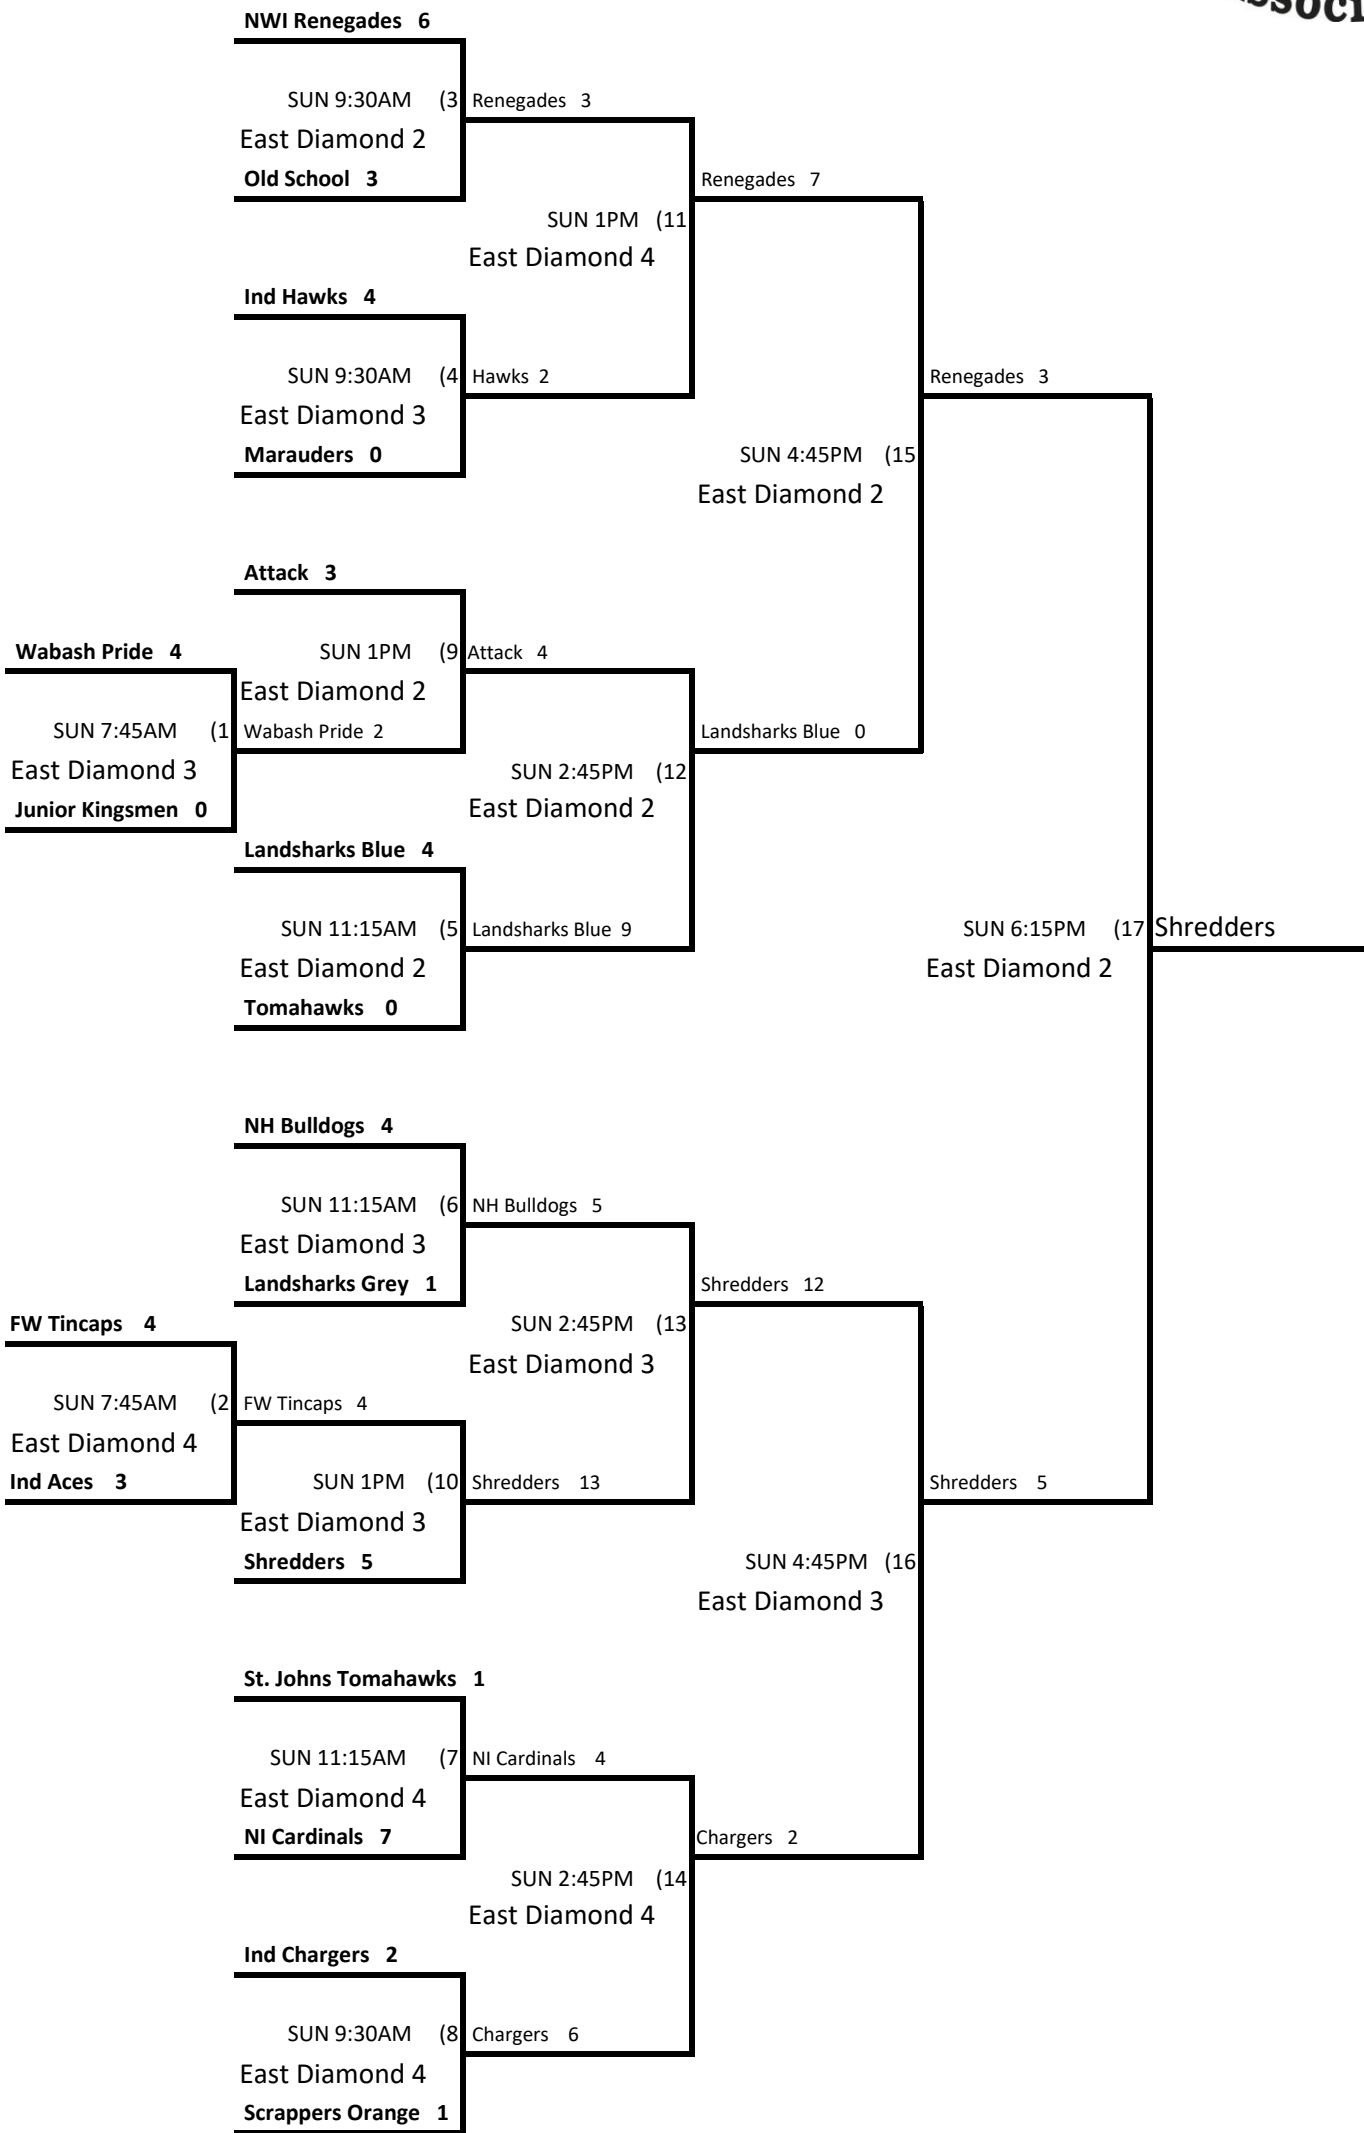 NWI Renegades 6
SUN 9:30AM (3 Renegades 3
East Diamond 2
Old School 3
Renegades 7
SUN 1PM (11
East Diamond 4
Ind Hawks 4
SUN 9:30AM (4 Hawks 2
Renegades 3
East Diamond 3
Marauders 0
SUN 4:45PM (15
East Diamond 2
Attack 3
Wabash Pride 4
SUN 1PM (9 Attack 4
East Diamond 2
SUN 7:45AM (1 Wabash Pride 2
Landsharks Blue 0
East Diamond 3
SUN 2:45PM (12
Junior Kingsmen 0
East Diamond 2
Landsharks Blue 4
SUN 11:15AM (5 Landsharks Blue 9
SUN 6:15PM (17 Shredders
East Diamond 2
East Diamond 2
Tomahawks 0
NH Bulldogs 4
SUN 11:15AM (6 NH Bulldogs 5
East Diamond 3
Landsharks Grey 1
Shredders 12
FW Tincaps 4
SUN 2:45PM (13
East Diamond 3
SUN 7:45AM (2 FW Tincaps 4
East Diamond 4
Ind Aces 3
SUN 1PM (10 Shredders 13
Shredders 5
East Diamond 3
Shredders 5
SUN 4:45PM (16
East Diamond 3
St. Johns Tomahawks 1
SUN 11:15AM (7 NI Cardinals 4
East Diamond 4
NI Cardinals 7
Chargers 2
SUN 2:45PM (14
East Diamond 4
Ind Chargers 2
SUN 9:30AM (8 Chargers 6
East Diamond 4
Scrappers Orange 1